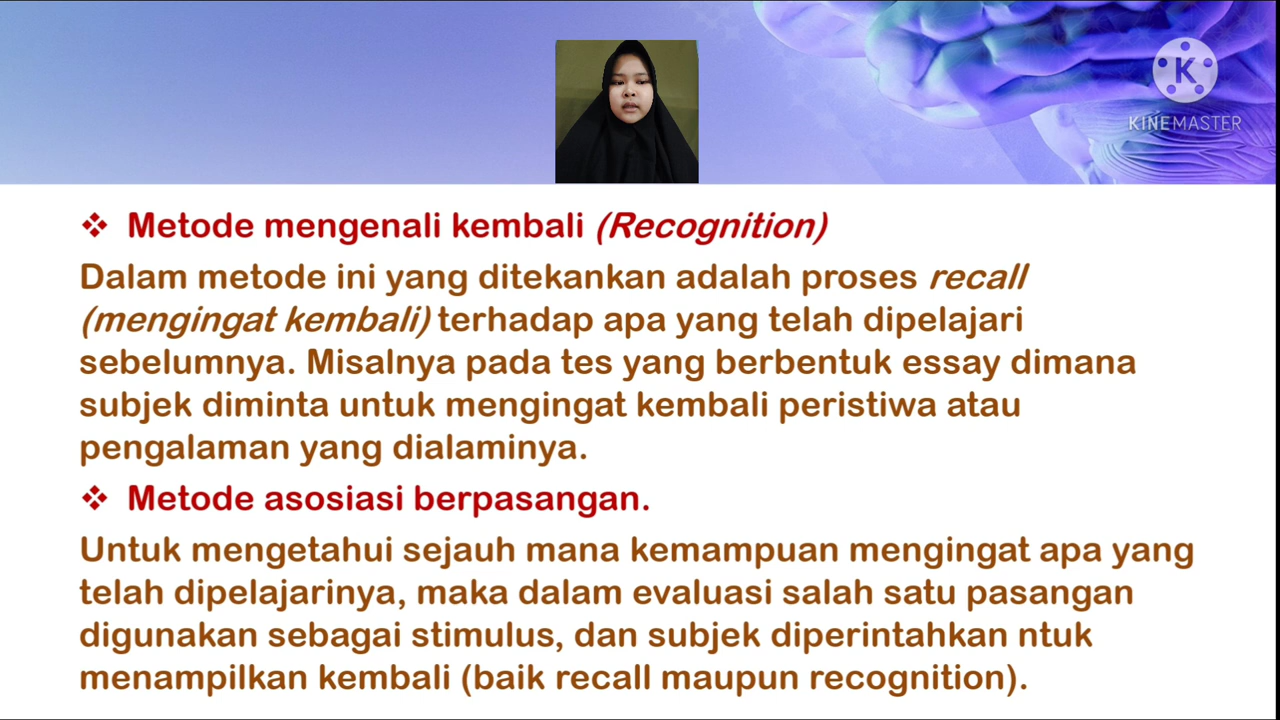 K
KINEMASTER
❖ Metode mengenali kembali (Recognition)
Dalam metode ini yang ditekankan adalah proses recall
(mengingat kembali) terhadap apa yang telah dipelajari
sebelumnya. Misalnya pada tes yang berbentuk essay dimana
subjek diminta untuk mengingat kembali peristiwa atau
pengalaman yang dialaminya.
❖ Metode asosiasi berpasangan.
Untuk mengetahui sejauh mana kemampuan mengingat apa yang
telah dipelajarinya, maka dalam evaluasi salah satu pasangan
digunakan sebagai stimulus, dan subjek diperintahkan ntuk
menampilkan kembali (baik recall maupun recognition).